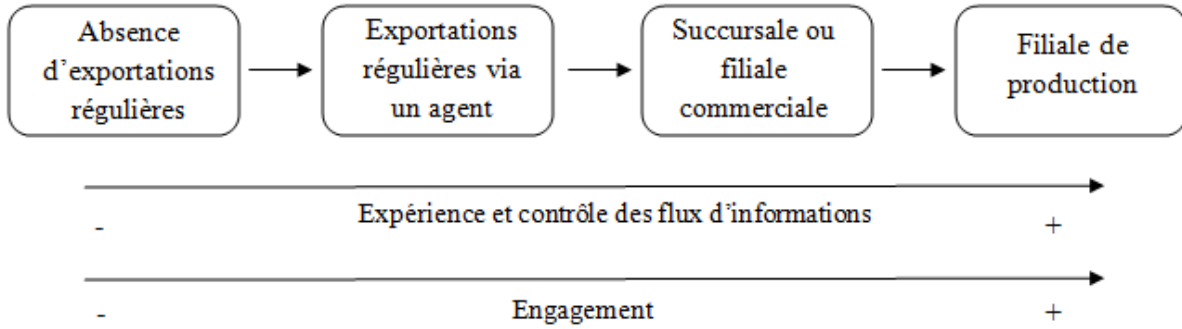 Absence
d’exportations
régulières
Exportations
régulières via
un agent
Succursale ou
filiale
commerciale
Filiale de
production
Expérience et contrôle des flux d’informations
- +
Engagement
- +